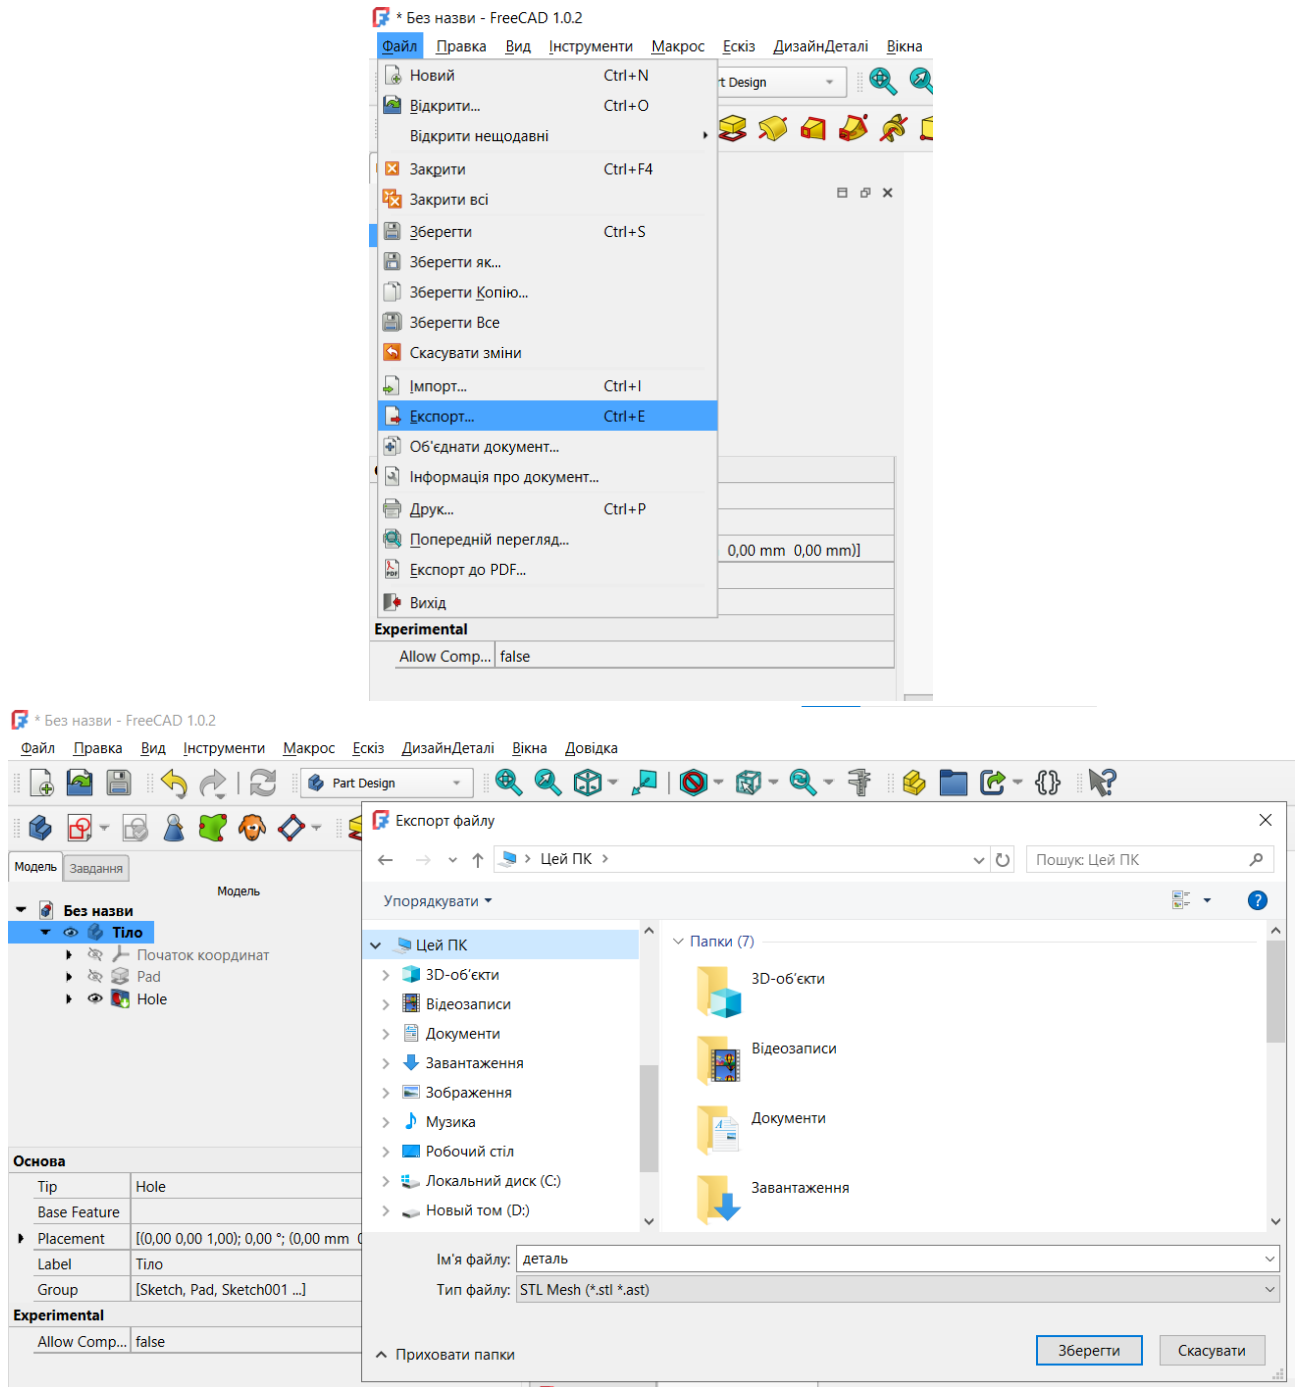 * Без назви - FreeCAD 1.0.2
Файл Правка Вид Інструменти Макрос Ескіз ДизайнДеталі Вікна
Новий Ctrl+N
t Design
Відкрити... Ctrl+O
Відкрити нещодавні
Закрити Ctrl+F4
Закрити всі
Зберегти Ctrl+S
Зберегти як...
Зберегти Копію...
Зберегти Все
Скасувати зміни
Імпорт... Ctrl+I
Експорт... Ctrl+E
Об'єднати документ...
Інформація про документ...
Друк... Ctrl+P
Попередній перегляд...
0,00 mm 0,00 mm)]
Експорт до PDF...
Вихід
Experimental
Allow Comp... false
* Без назви - FreeCAD 1.0.2
Файл Правка Вид Інструменти Макрос Ескіз ДизайнДеталі Вікна Довідка
Part Design
Модель Завдання
Модель
Без назви
Тіло
Початок координат
Pad
Hole
Основа
Tip Hole
Base Feature
Placement [(0,00 0,00 1,00); 0,00 °; (0,00 mm
Label Тіло
Group [Sketch, Pad, Sketch001 ...]
Experimental
Allow Comp... false
Експорт файлу
Цей ПК
Пошук: Цей ПК
Упорядкувати
Цей ПК
3D-об'єкти
Відеозаписи
Документи
Завантаження
Зображення
Музика
Робочий стіл
Локальний диск (C:)
Новый том (D:)
Папки (7)
3D-об'єкти
Відеозаписи
Документи
Завантаження
Ім'я файлу: деталь
Тип файлу: STL Mesh (*.stl *.ast)
Приховати папки
Зберегти Скасувати